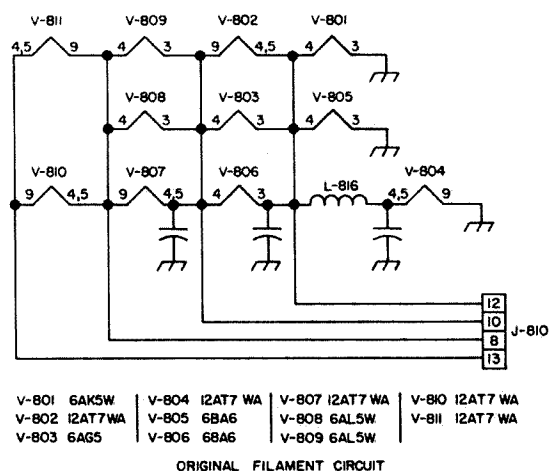 V-811 V-809 V-802 V-801
4,5 9 4 3 9 4,5 4 3
V-808 V-803 V-805
4 3 4 3 4 3
V-810 V-807 V-806 L-816 V-804
9 4,5 9 4,5 4 3 4,5 9
12
10
J-810
8
13
V-801 6AK5W V-804 12AT7 WA V-807 12AT7 WA V-810 12AT7 WA
V-802 12AT7WA V-805 6BA6 V-808 6AL5W V-811 12AT7 WA
V-803 6AG5 V-806 6BA6 V-809 6AL5W
ORIGINAL FILAMENT CIRCUIT